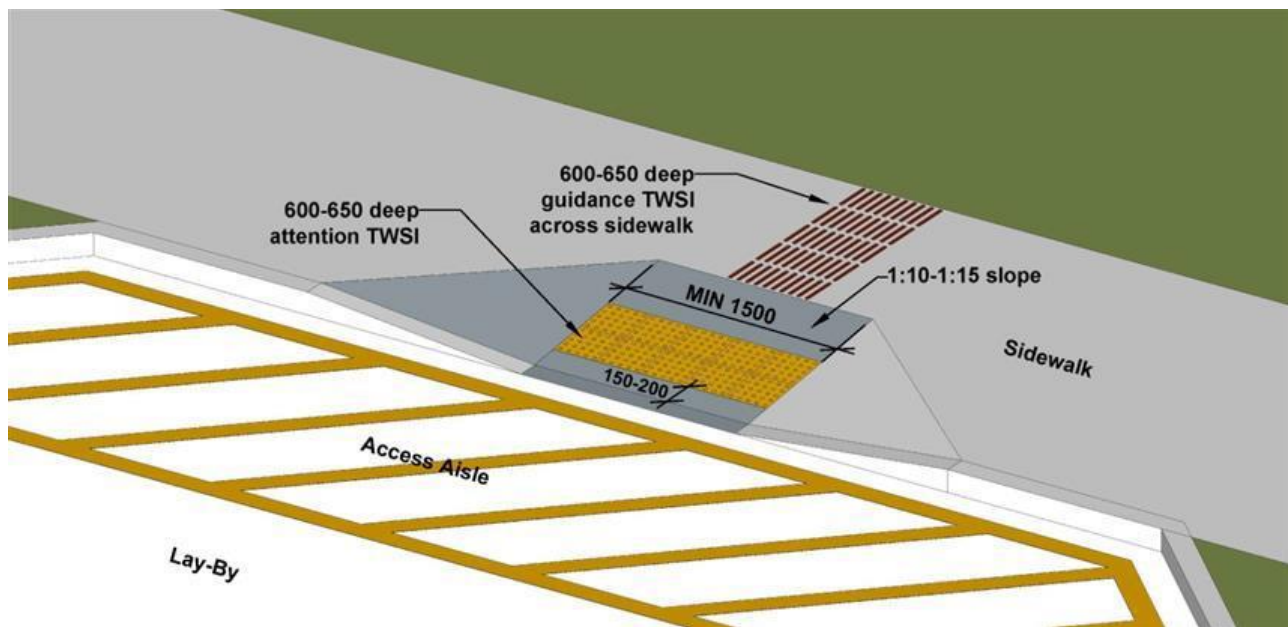 600-650 deep
guidance TWSI
across sidewalk
600-650 deep
attention TWSI
1:10-1:15 slope
MIN 1500
Sidewalk
150-200
Access Aisle
Lay-By